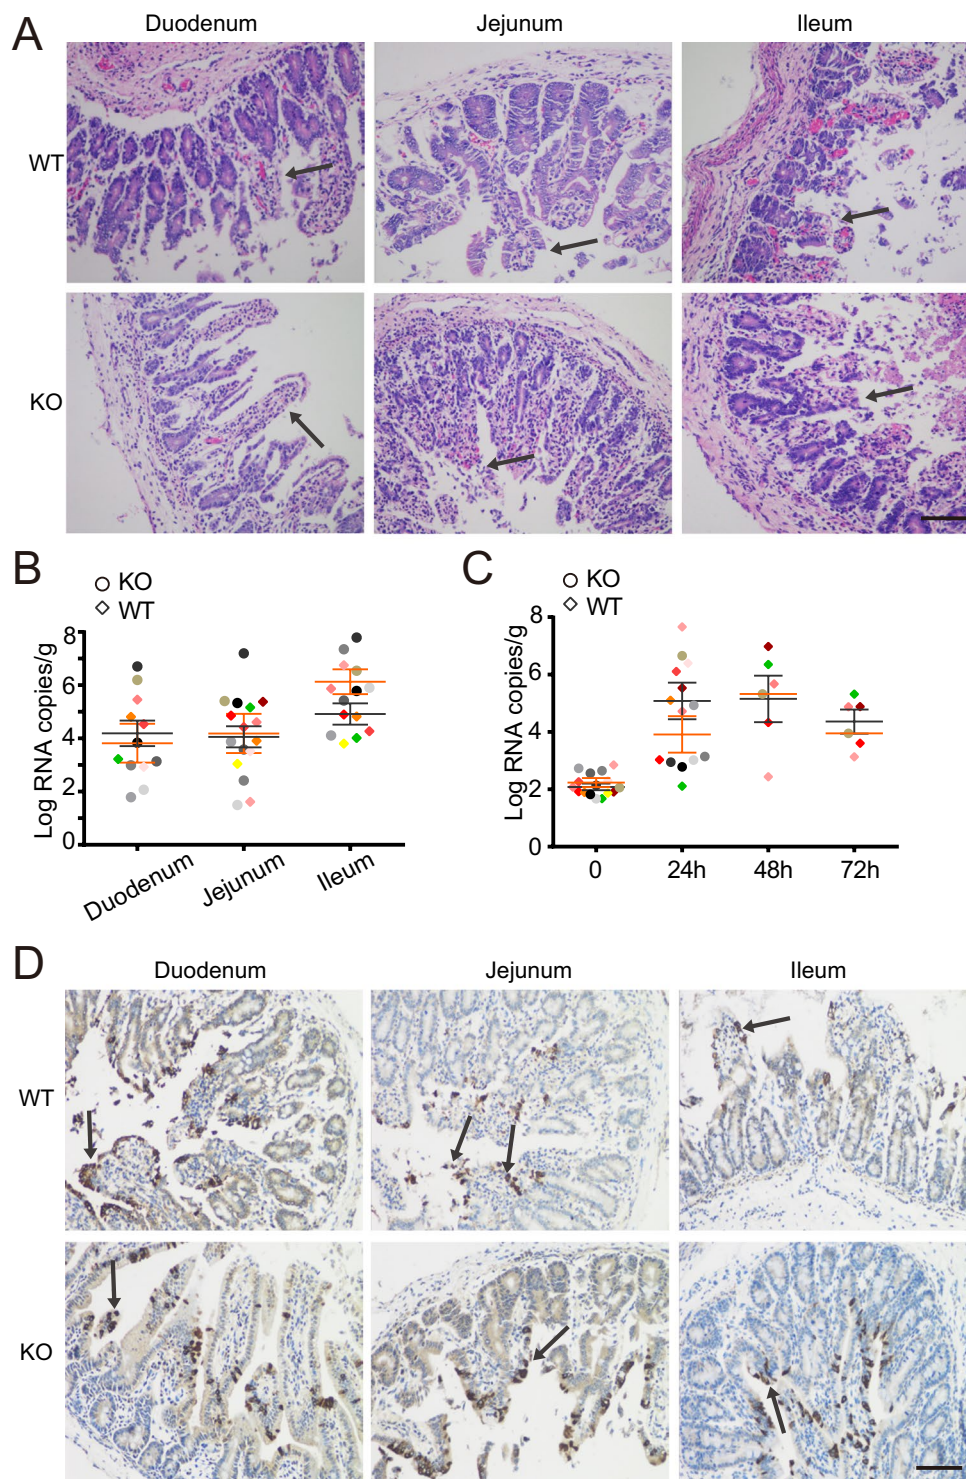 A
Duodenum Jejunum Ileum
WT
KO
B
KO
WT
Log RNA copies/g
8
6
4
2
0
Duodenum Jejunum Ileum
C
KO
WT
Log RNA copies/g
8
6
4
2
0
0 24h 48h 72h
D
Duodenum Jejunum Ileum
WT
KO